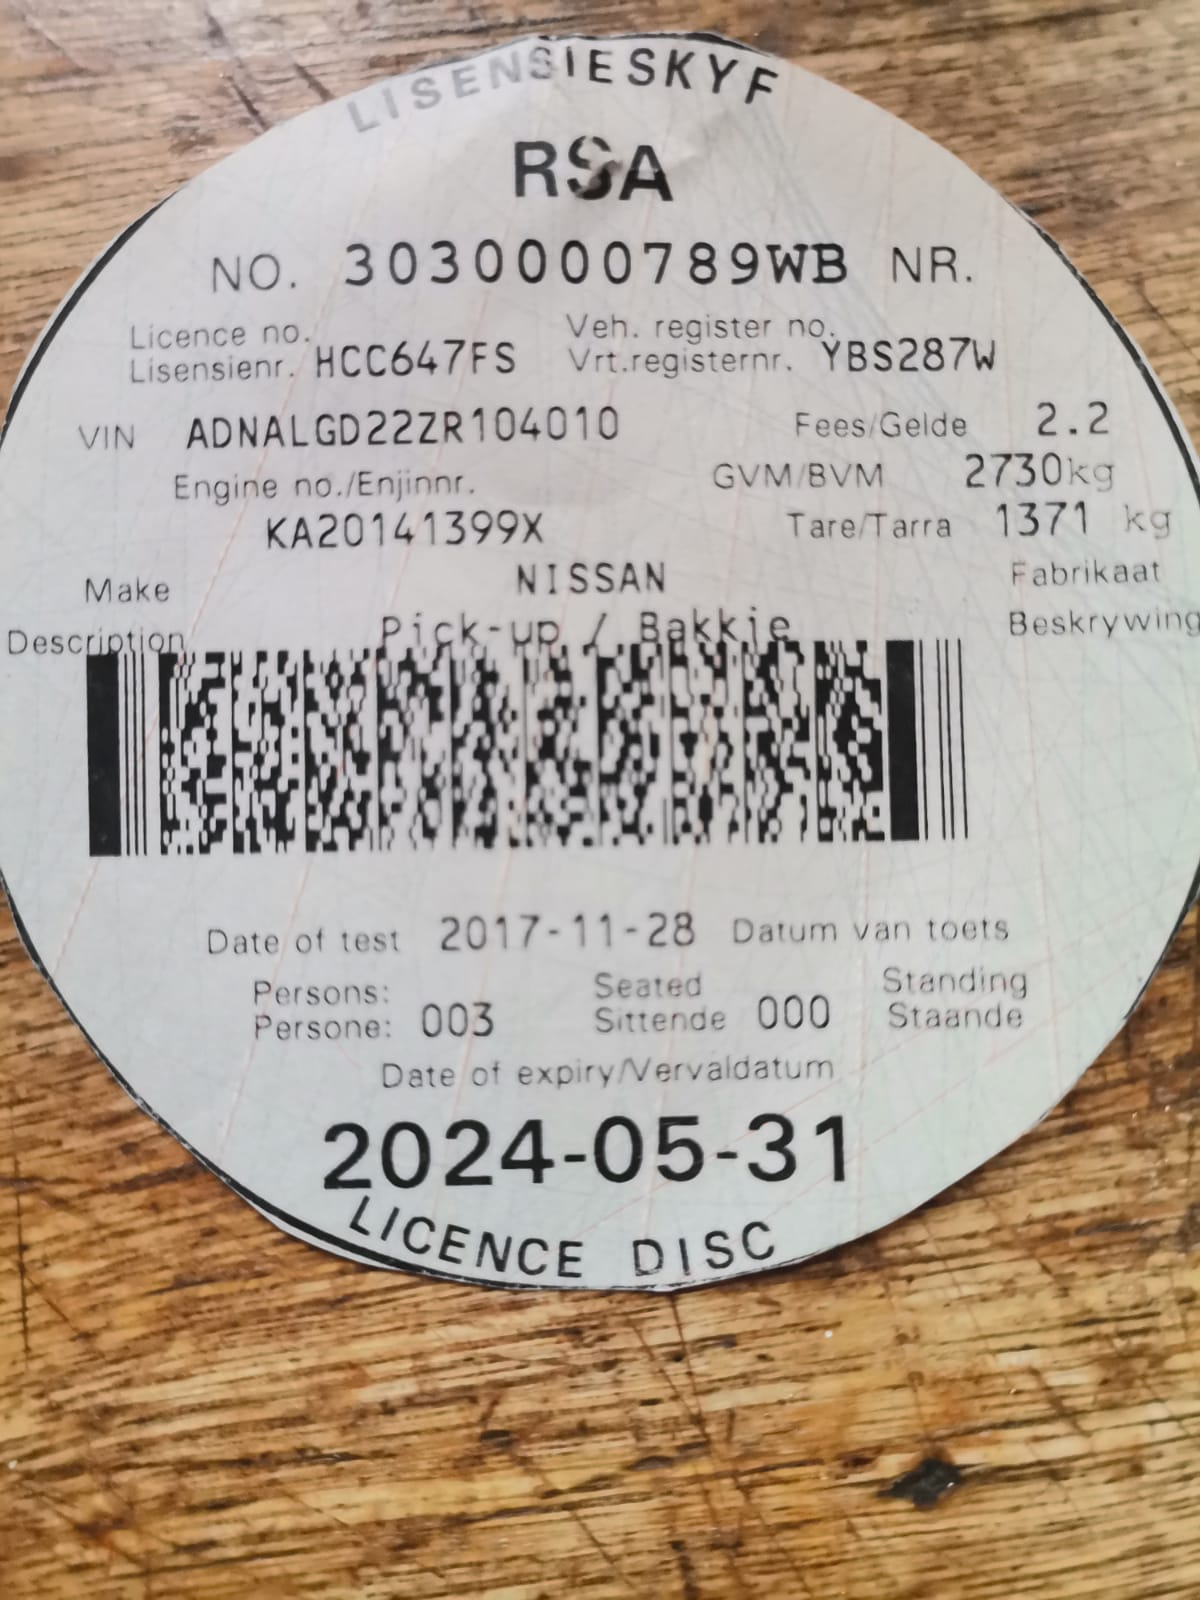 LISENSIESKYF
RSA
NO. 3030000789WB NR.
Licence no. Veh. register no.
Lisensienr. HCC647FS Vrt.registernr. YBS287W
VIN ADNALGD22ZR104010 Fees/Gelde 2.2
Engine no./Enjinnr. GVM/BVM 2730kg
KA20141399X Tare/Tarra 1371 kg
Make NISSAN Fabrikaat
Description Pick-up / Bakkie Beskrywing
Date of test 2017-11-28 Datum van toets
Persons: Seated Standing
Persone: 003 Sittende 000 Staande
Date of expiry/Vervaldatum
2024-05-31
LICENCE DISC